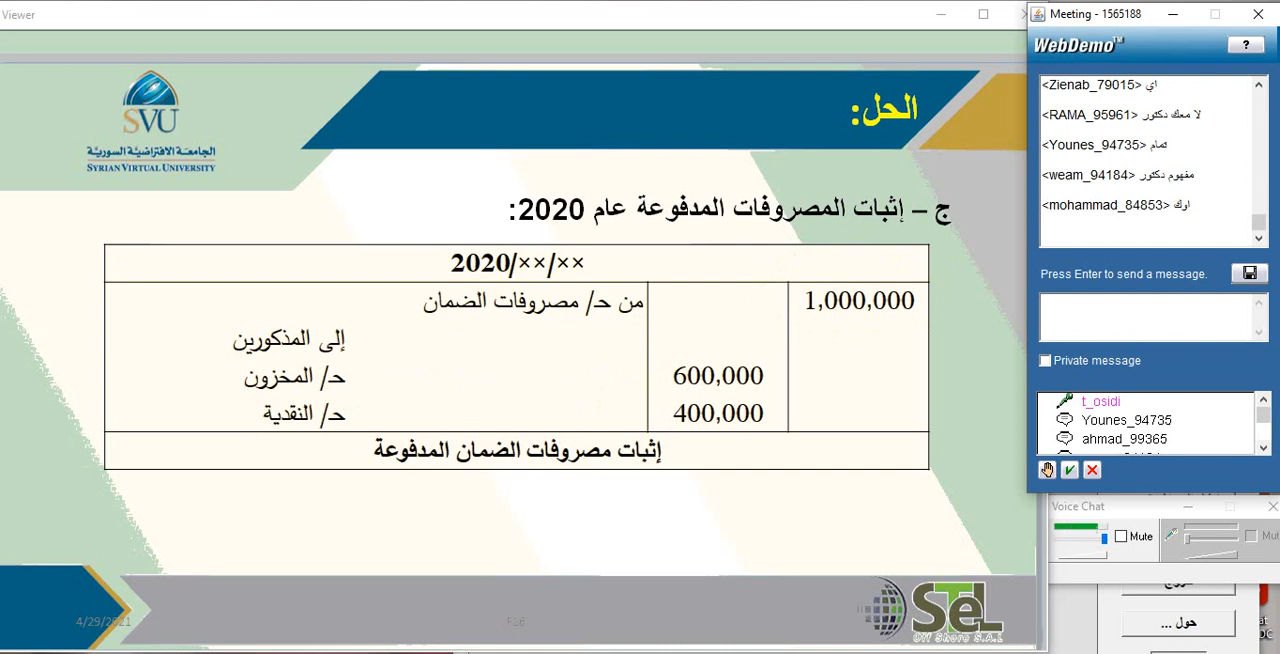 Viewer
الحل:
SVU
الجامعة الافتراضية السورية
SYRIAN VIRTUAL UNIVERSITY
ج – إثبات المصروفات المدفوعة عام 2020:
2020/××/××
1,000,000 من حـ/ مصروفات الضمان
إلى المذكورين
600,000 حـ/ المخزون
400,000 حـ/ النقدية
إثبات مصروفات الضمان المدفوعة
4/29/2021
F16
STeL
Off Shore S.A.L
Meeting - 1565188
WebDemo™
?
<Zienab_79015> اي
<RAMA_95961> لا معك دكتور
<Younes_94735> تمام
<weam_94184> مفهوم دكتور
<mohammad_84853> اوك
Press Enter to send a message.
Private message
t_osidi
Younes_94735
ahmad_99365
Voice Chat
Mute
حول ...